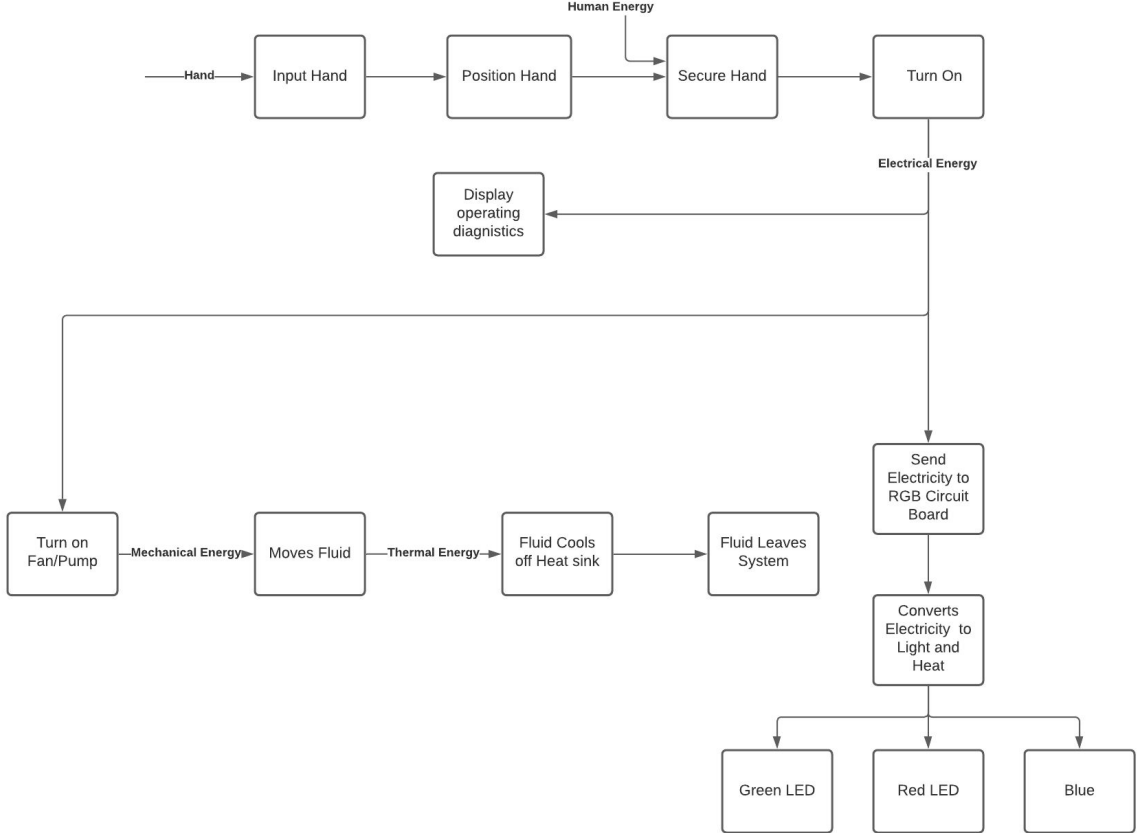 Human Energy
Hand
Input Hand
Position Hand
Secure Hand
Turn On
Electrical Energy
Display
operating
diagnistics
Send
Electricity to
RGB Circuit
Board
Turn on
Fan/Pump
Mechanical Energy
Moves Fluid
Thermal Energy
Fluid Cools
off Heat sink
Fluid Leaves
System
Converts
Electricity to
Light and
Heat
Green LED
Red LED
Blue